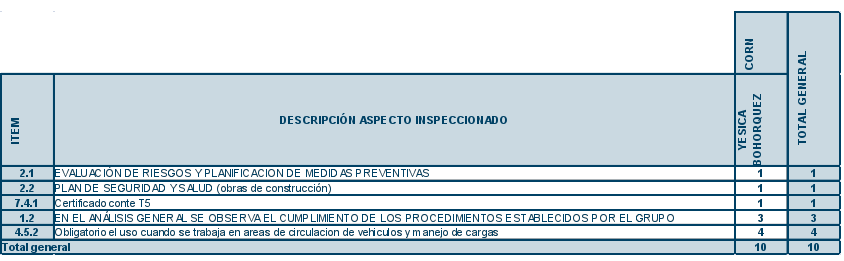 CORN
ITEM
DESCRIPCIÓN ASPECTO INSPECCIONADO
YESICA
BOHORQUEZ
TOTAL GENERAL
2.1 EVALUACIÓN DE RIESGOS Y PLANIFICACION DE MEDIDAS PREVENTIVAS 1 1
2.2 PLAN DE SEGURIDAD Y SALUD (obras de construcción) 1 1
7.4.1 Certificado conte T5 1 1
1.2 EN EL ANÁLISIS GENERAL SE OBSERVA EL CUMPLIMIENTO DE LOS PROCEDIMIENTOS ESTABLECIDOS POR EL GRUPO 3 3
4.5.2 Obligatorio el uso cuando se trabaja en areas de circulacion de vehiculos y manejo de cargas 4 4
Total general 10 10